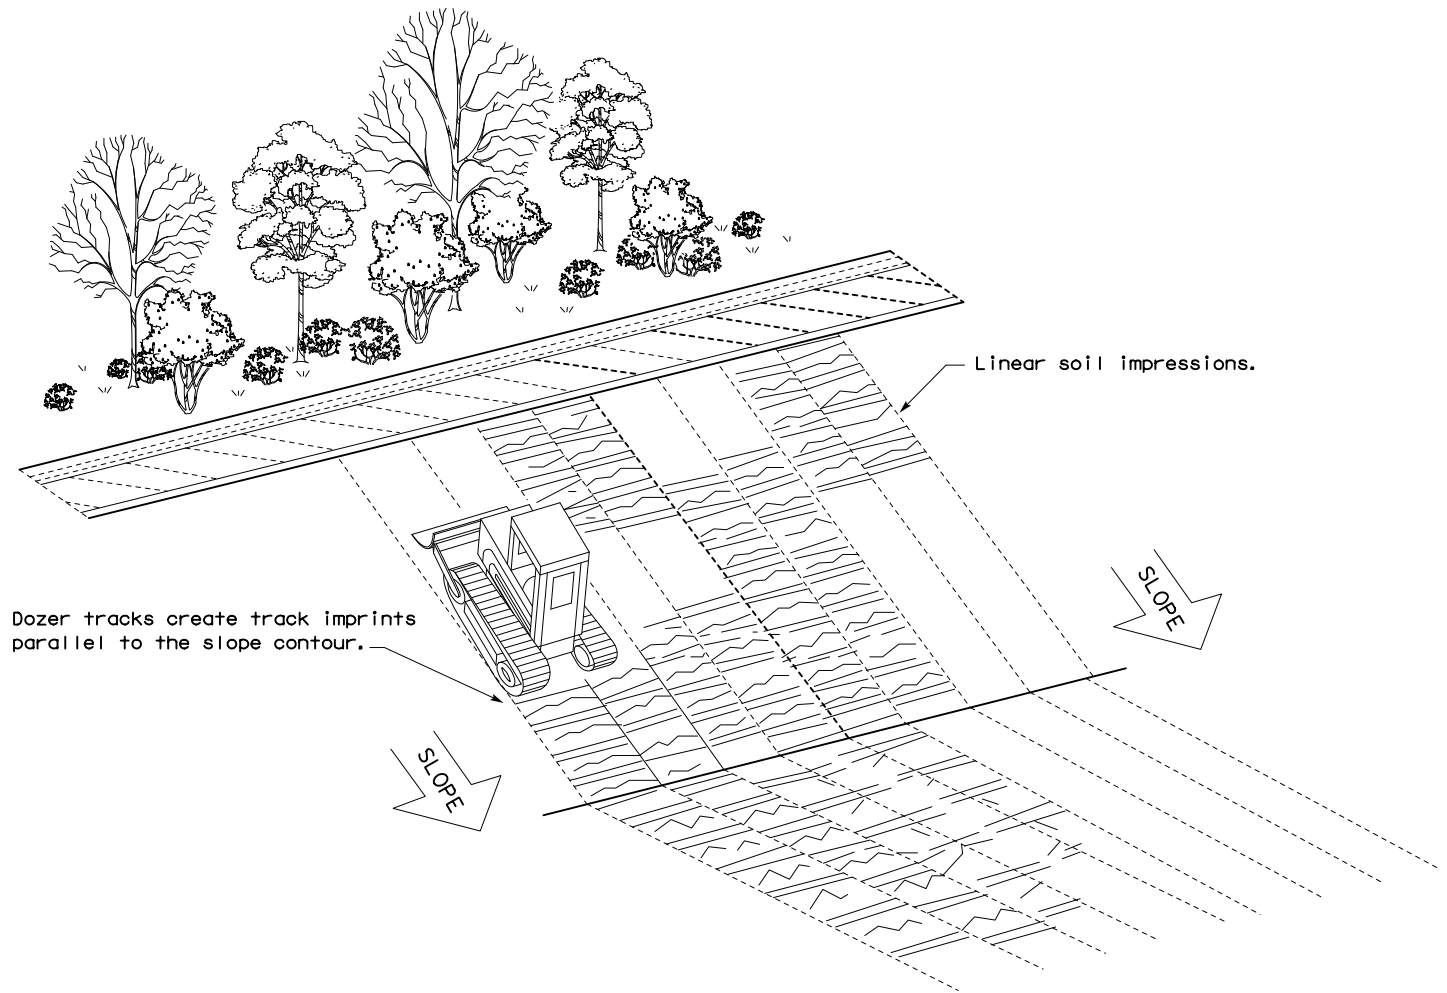 Linear soil impressions.
SLOPE
Dozer tracks create track imprints
parallel to the slope contour.
SLOPE